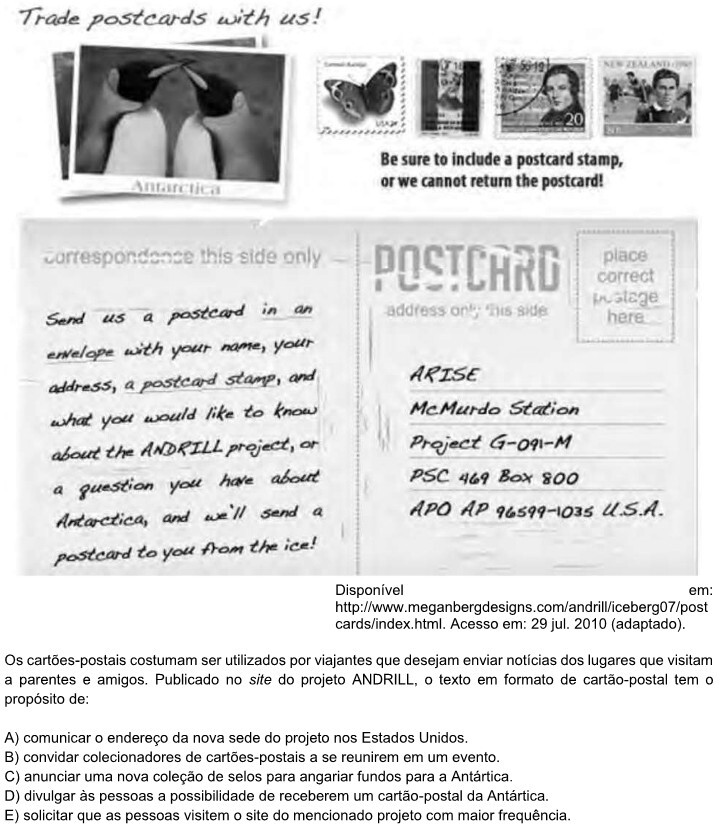 Trade postcards with us!
Antarctica
USA
20
NEW ZEALAND
Be sure to include a postcard stamp,
or we cannot return the postcard!
correspondence this side only
POSTCARD
address only this side
place
correct
postage
here
Send us a postcard in an
envelope with your name, your
address, a postcard stamp, and
what you would like to know
about the ANDRILL project, or
a question you have about
Antarctica, and we'll send a
postcard to you from the ice!
ARISE
McMurdo Station
Project G-091-M
PSC 469 Box 800
APO AP 96599-1035 U.S.A.
Disponível em:
http://www.meganbergdesigns.com/andrill/iceberg07/post
cards/index.html. Acesso em: 29 jul. 2010 (adaptado).
Os cartões-postais costumam ser utilizados por viajantes que desejam enviar notícias dos lugares que visitam
a parentes e amigos. Publicado no site do projeto ANDRILL, o texto em formato de cartão-postal tem o
propósito de:
A) comunicar o endereço da nova sede do projeto nos Estados Unidos.
B) convidar colecionadores de cartões-postais a se reunirem em um evento.
C) anunciar uma nova coleção de selos para angariar fundos para a Antártica.
D) divulgar às pessoas a possibilidade de receberem um cartão-postal da Antártica.
E) solicitar que as pessoas visitem o site do mencionado projeto com maior frequência.